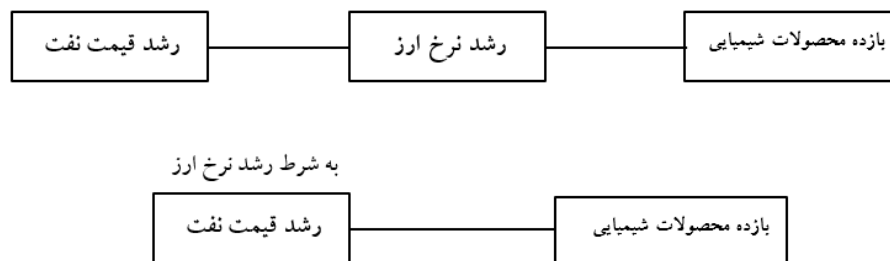 بازده محصولات شیمیایی
رشد نرخ ارز
رشد قیمت نفت
به شرط رشد نرخ ارز
بازده محصولات شیمیایی
رشد قیمت نفت